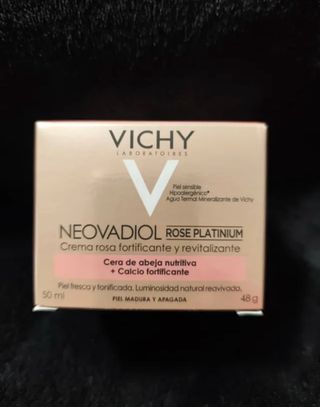 VICHY
LABORATOIRES
V
Piel sensible
Hipoalergénico*
Agua Termal Mineralizante de Vichy
NEOVADIOL ROSE PLATINIUM
Crema rosa fortificante y revitalizante
Cera de abeja nutritiva
+ Calcio fortificante
Piel fresca y tonificada. Luminosidad natural reavivada.
50 ml PIEL MADURA Y APAGADA 48 g